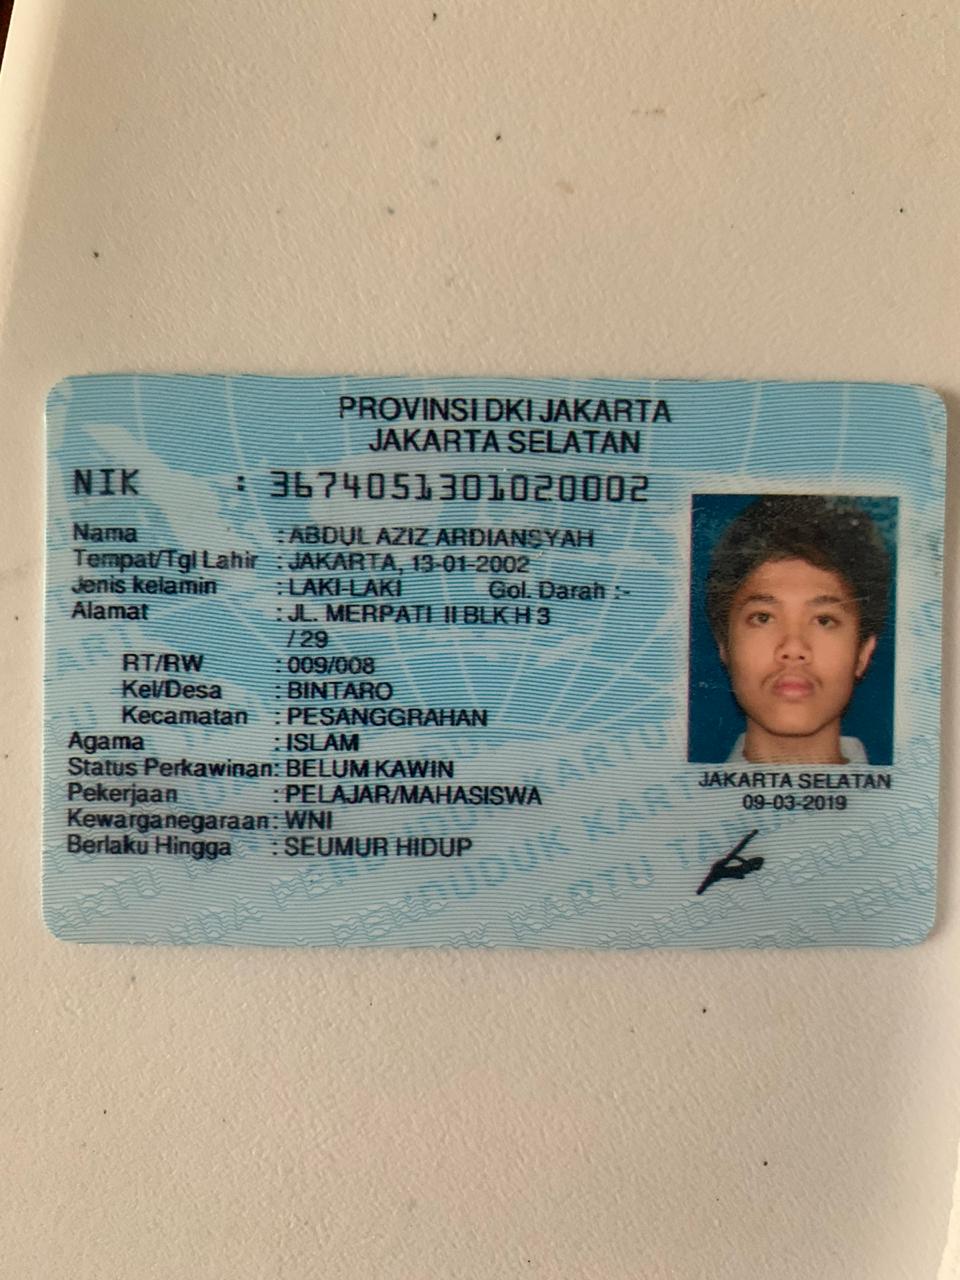 PROVINSI DKI JAKARTA
JAKARTA SELATAN
NIK : 3674051301020002
Nama : ABDUL AZIZ ARDIANSYAH
Tempat/Tgl Lahir : JAKARTA, 13-01-2002
Jenis kelamin : LAKI-LAKI Gol. Darah :-
Alamat : JL. MERPATI II BLK H 3
/ 29
RT/RW : 009/008
Kel/Desa : BINTARO
Kecamatan : PESANGGRAHAN
Agama : ISLAM
Status Perkawinan: BELUM KAWIN
Pekerjaan : PELAJAR/MAHASISWA
Kewarganegaraan: WNI
Berlaku Hingga : SEUMUR HIDUP
JAKARTA SELATAN
09-03-2019